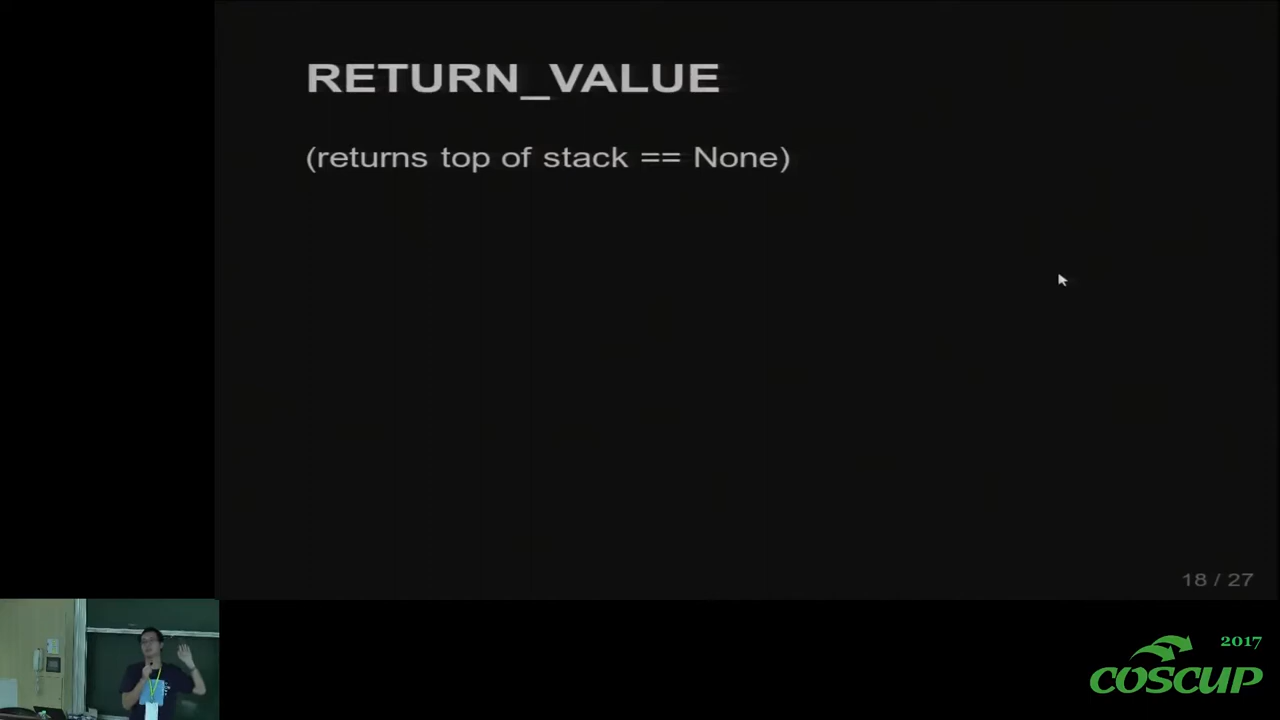 RETURN_VALUE
(returns top of stack == None)
18 / 27
2017
COSCUP